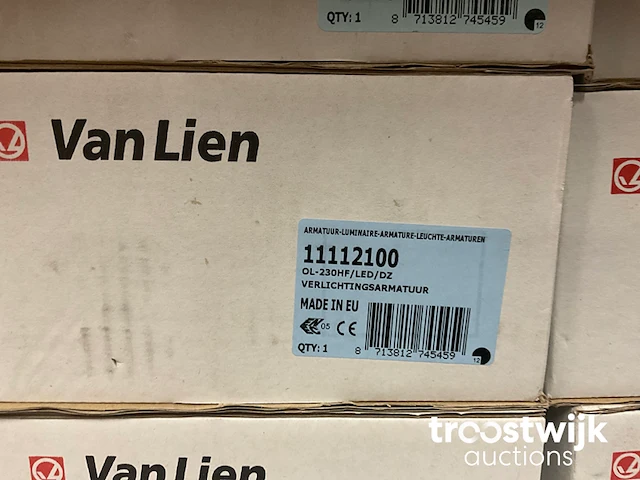 QTY: 1
8 713812 745459
12
Van Lien
ARMATUUR-LUMINAIRE-ARMATURE-LEUCHTE-ARMATUREN
11112100
OL-230HF/LED/DZ
VERLICHTINGSARMATUUR
MADE IN EU
05 CE
QTY: 1
8 713812 745459
12
troostwijk
auctions
Van Lien